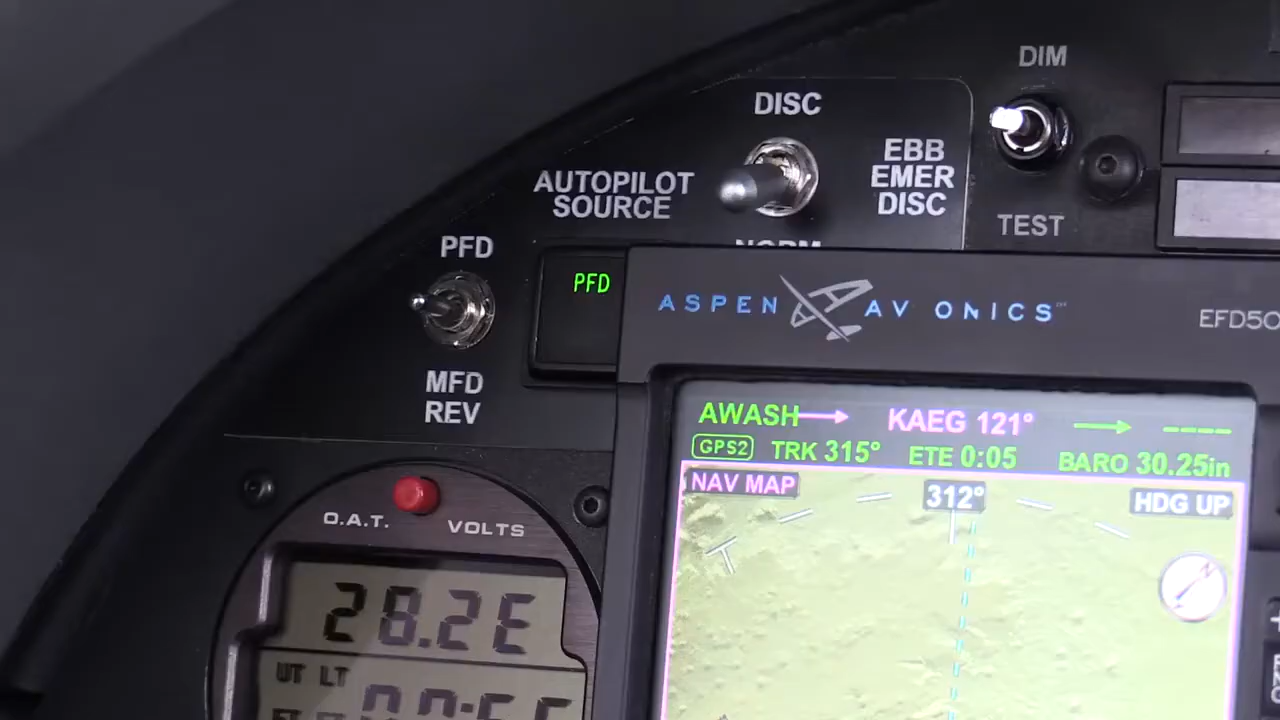 DIM
DISC
EBB
EMER
DISC
AUTOPILOT
SOURCE
TEST
PFD
NORM
PFD
ASPEN AVIONICS
MFD
REV
AWASH KAEG 121° -----
GPS2 TRK 315° ETE 0:05 BARO 30.25in
NAV MAP 312° HDG UP
O.A.T. VOLTS
28.2E
UT LT